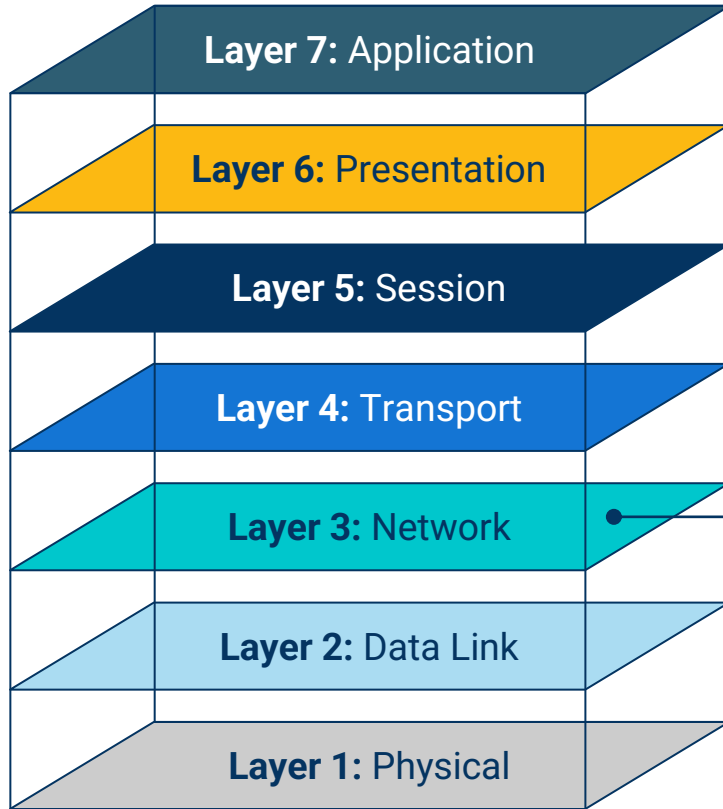 Layer 7: Application
Layer 6: Presentation
Layer 5: Session
Layer 4: Transport
Layer 3: Network
Layer 2: Data Link
Layer 1: Physical